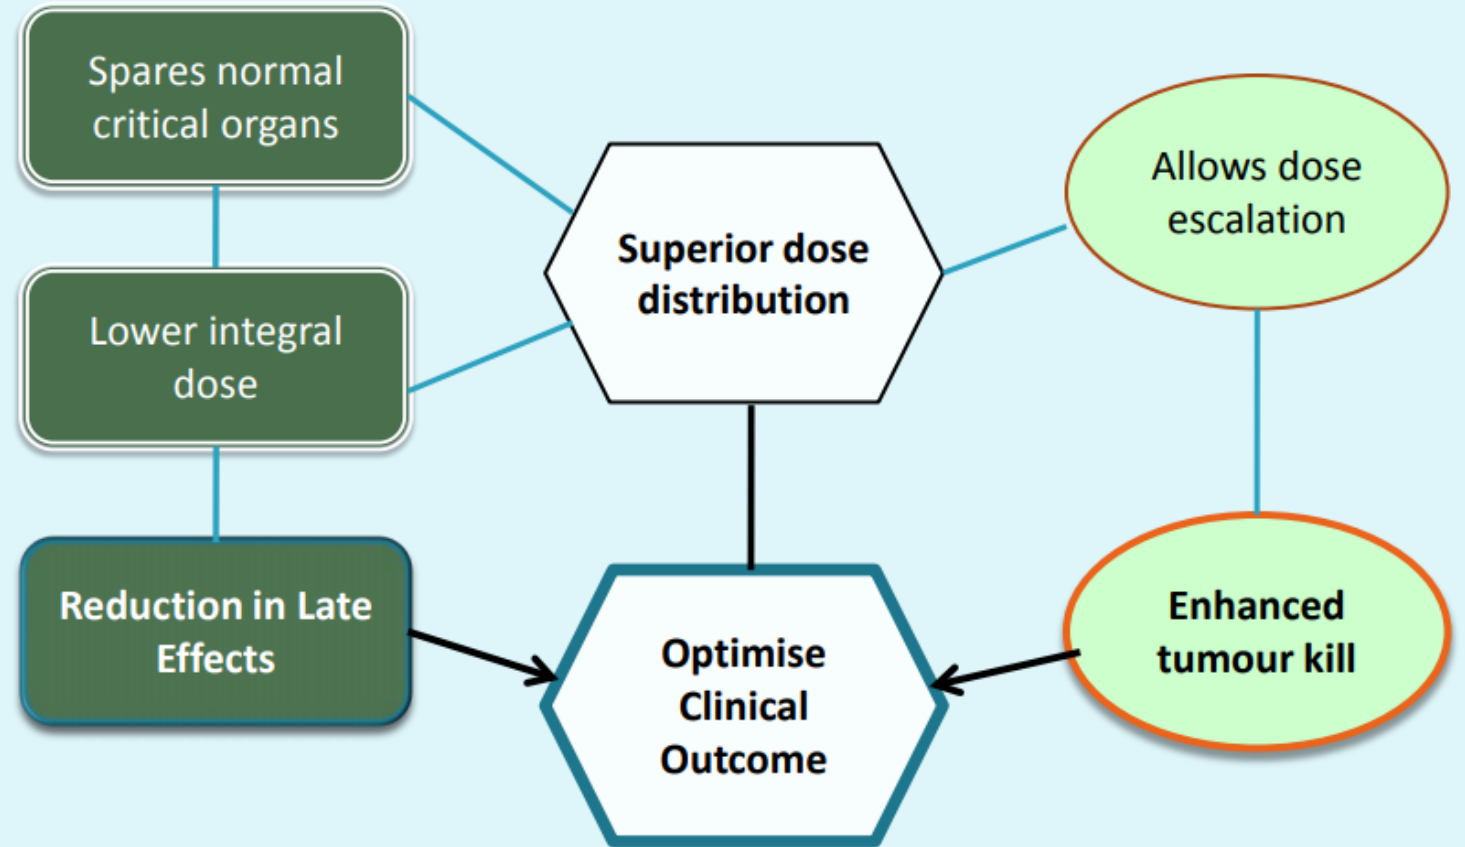 Spares normal
critical organs
Lower integral
dose
Reduction in Late
Effects
Superior dose
distribution
Optimise
Clinical
Outcome
Allows dose
escalation
Enhanced
tumour kill